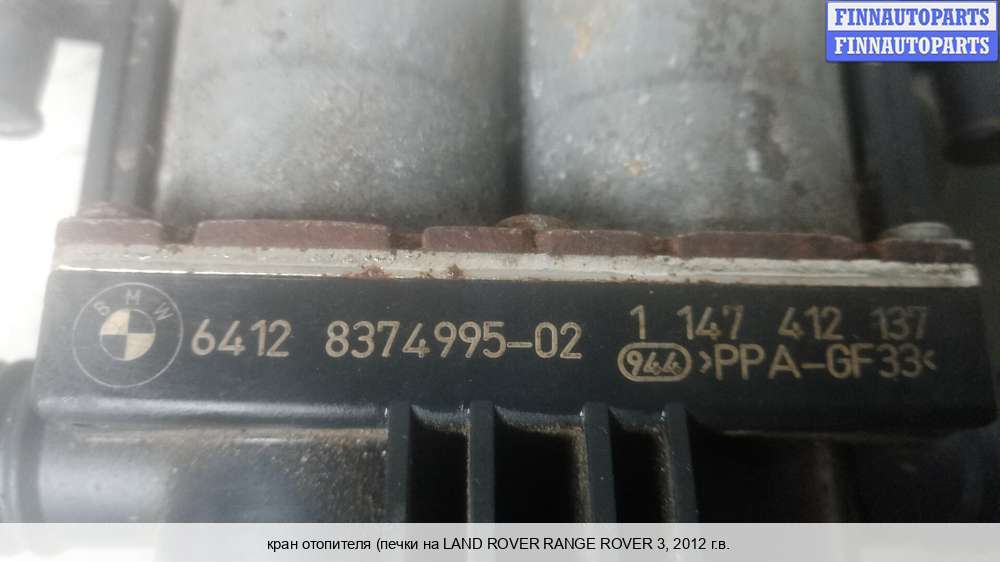 FINNAUTOPARTS
FINNAUTOPARTS
BMW
6412 8374995-02
1 147 412 137
944 >PPA-GF33<
кран отопителя (печки на LAND ROVER RANGE ROVER 3, 2012 г.в.